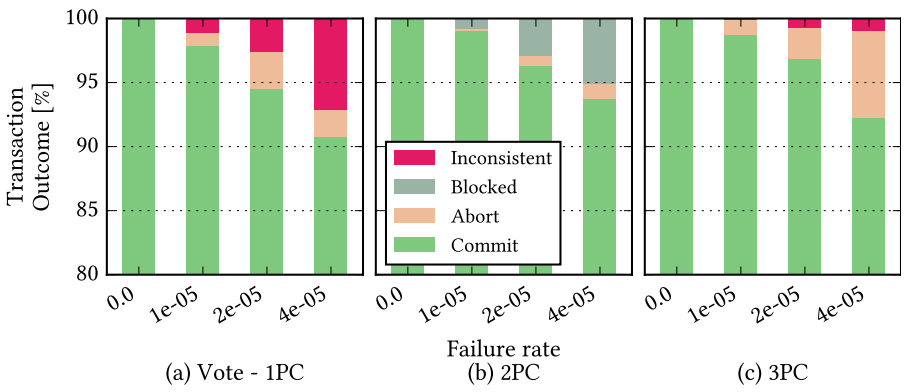 Transaction
Outcome [%]
100
95
90
85
80
Inconsistent
Blocked
Abort
Commit
0.0
1e-05
2e-05
4e-05
0.0
1e-05
2e-05
4e-05
0.0
1e-05
2e-05
4e-05
Failure rate
(a) Vote - 1PC
(b) 2PC
(c) 3PC